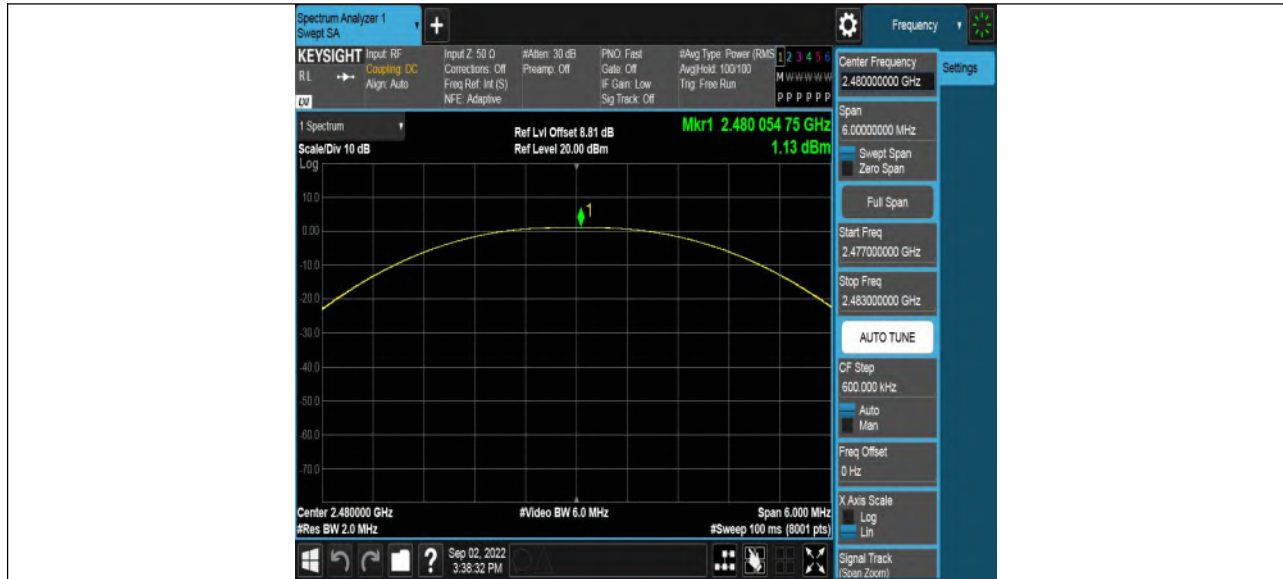 Spectrum Analyzer 1
Swept SA
+
Frequency
KEYSIGHT
Input: RF
Coupling: DC
Align: Auto
RL
LXI
Input Z: 50 Ω
Corrections: Off
Freq Ref: Int (S)
NFE: Adaptive
#Atten: 30 dB
Preamp: Off
PNO: Fast
Gate: Off
IF Gain: Low
Sig Track: Off
#Avg Type: Power (RMS
Avg|Hold: 100/100
Trig: Free Run
1 2 3 4 5 6
M W W W W W
P P P P P P
1 Spectrum
Scale/Div 10 dB
Ref Lvl Offset 8.81 dB
Ref Level 20.00 dBm
Mkr1 2.480 054 75 GHz
1.13 dBm
Log
10.0
0.00
-10.0
-20.0
-30.0
-40.0
-50.0
-60.0
-70.0
1
Center 2.480000 GHz
#Res BW 2.0 MHz
#Video BW 6.0 MHz
Span 6.000 MHz
#Sweep 100 ms (8001 pts)
?
Sep 02, 2022
3:38:32 PM
Center Frequency
2.480000000 GHz
Settings
Span
6.00000000 MHz
Swept Span
Zero Span
Full Span
Start Freq
2.477000000 GHz
Stop Freq
2.483000000 GHz
AUTO TUNE
CF Step
600.000 kHz
Auto
Man
Freq Offset
0 Hz
X Axis Scale
Log
Lin
Signal Track
(Span Zoom)